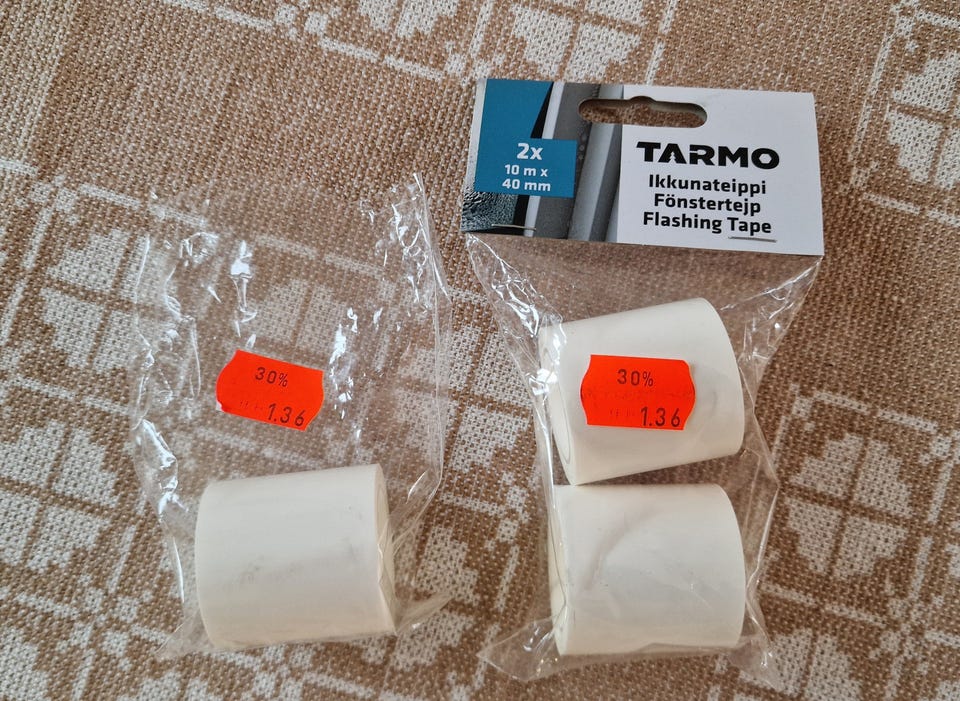 2x
10 m x
40 mm
TARMO
Ikkunateippi
Fönstertejp
Flashing Tape
30%
1.36
30%
1.36